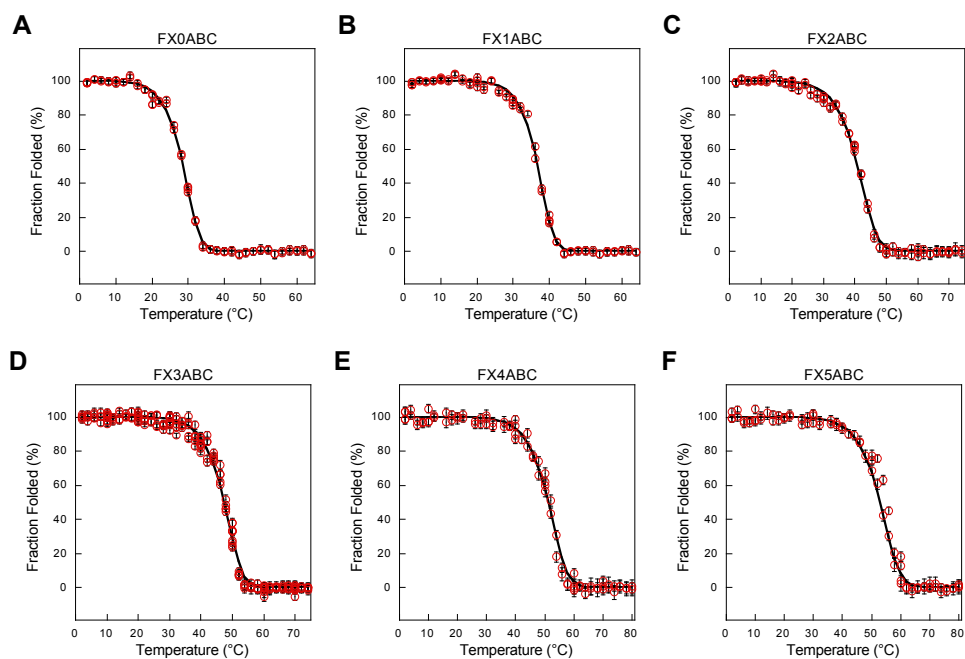 A
FX0ABC
Fraction Folded (%)
100
80
60
40
20
0
0 10 20 30 40 50 60
Temperature (°C)
B
FX1ABC
Fraction Folded (%)
100
80
60
40
20
0
0 10 20 30 40 50 60
Temperature (°C)
C
FX2ABC
Fraction Folded (%)
100
80
60
40
20
0
0 10 20 30 40 50 60 70
Temperature (°C)
D
FX3ABC
Fraction Folded (%)
100
80
60
40
20
0
0 10 20 30 40 50 60 70
Temperature (°C)
E
FX4ABC
Fraction Folded (%)
100
80
60
40
20
0
0 10 20 30 40 50 60 70 80
Temperature (°C)
F
FX5ABC
Fraction Folded (%)
100
80
60
40
20
0
0 10 20 30 40 50 60 70 80
Temperature (°C)